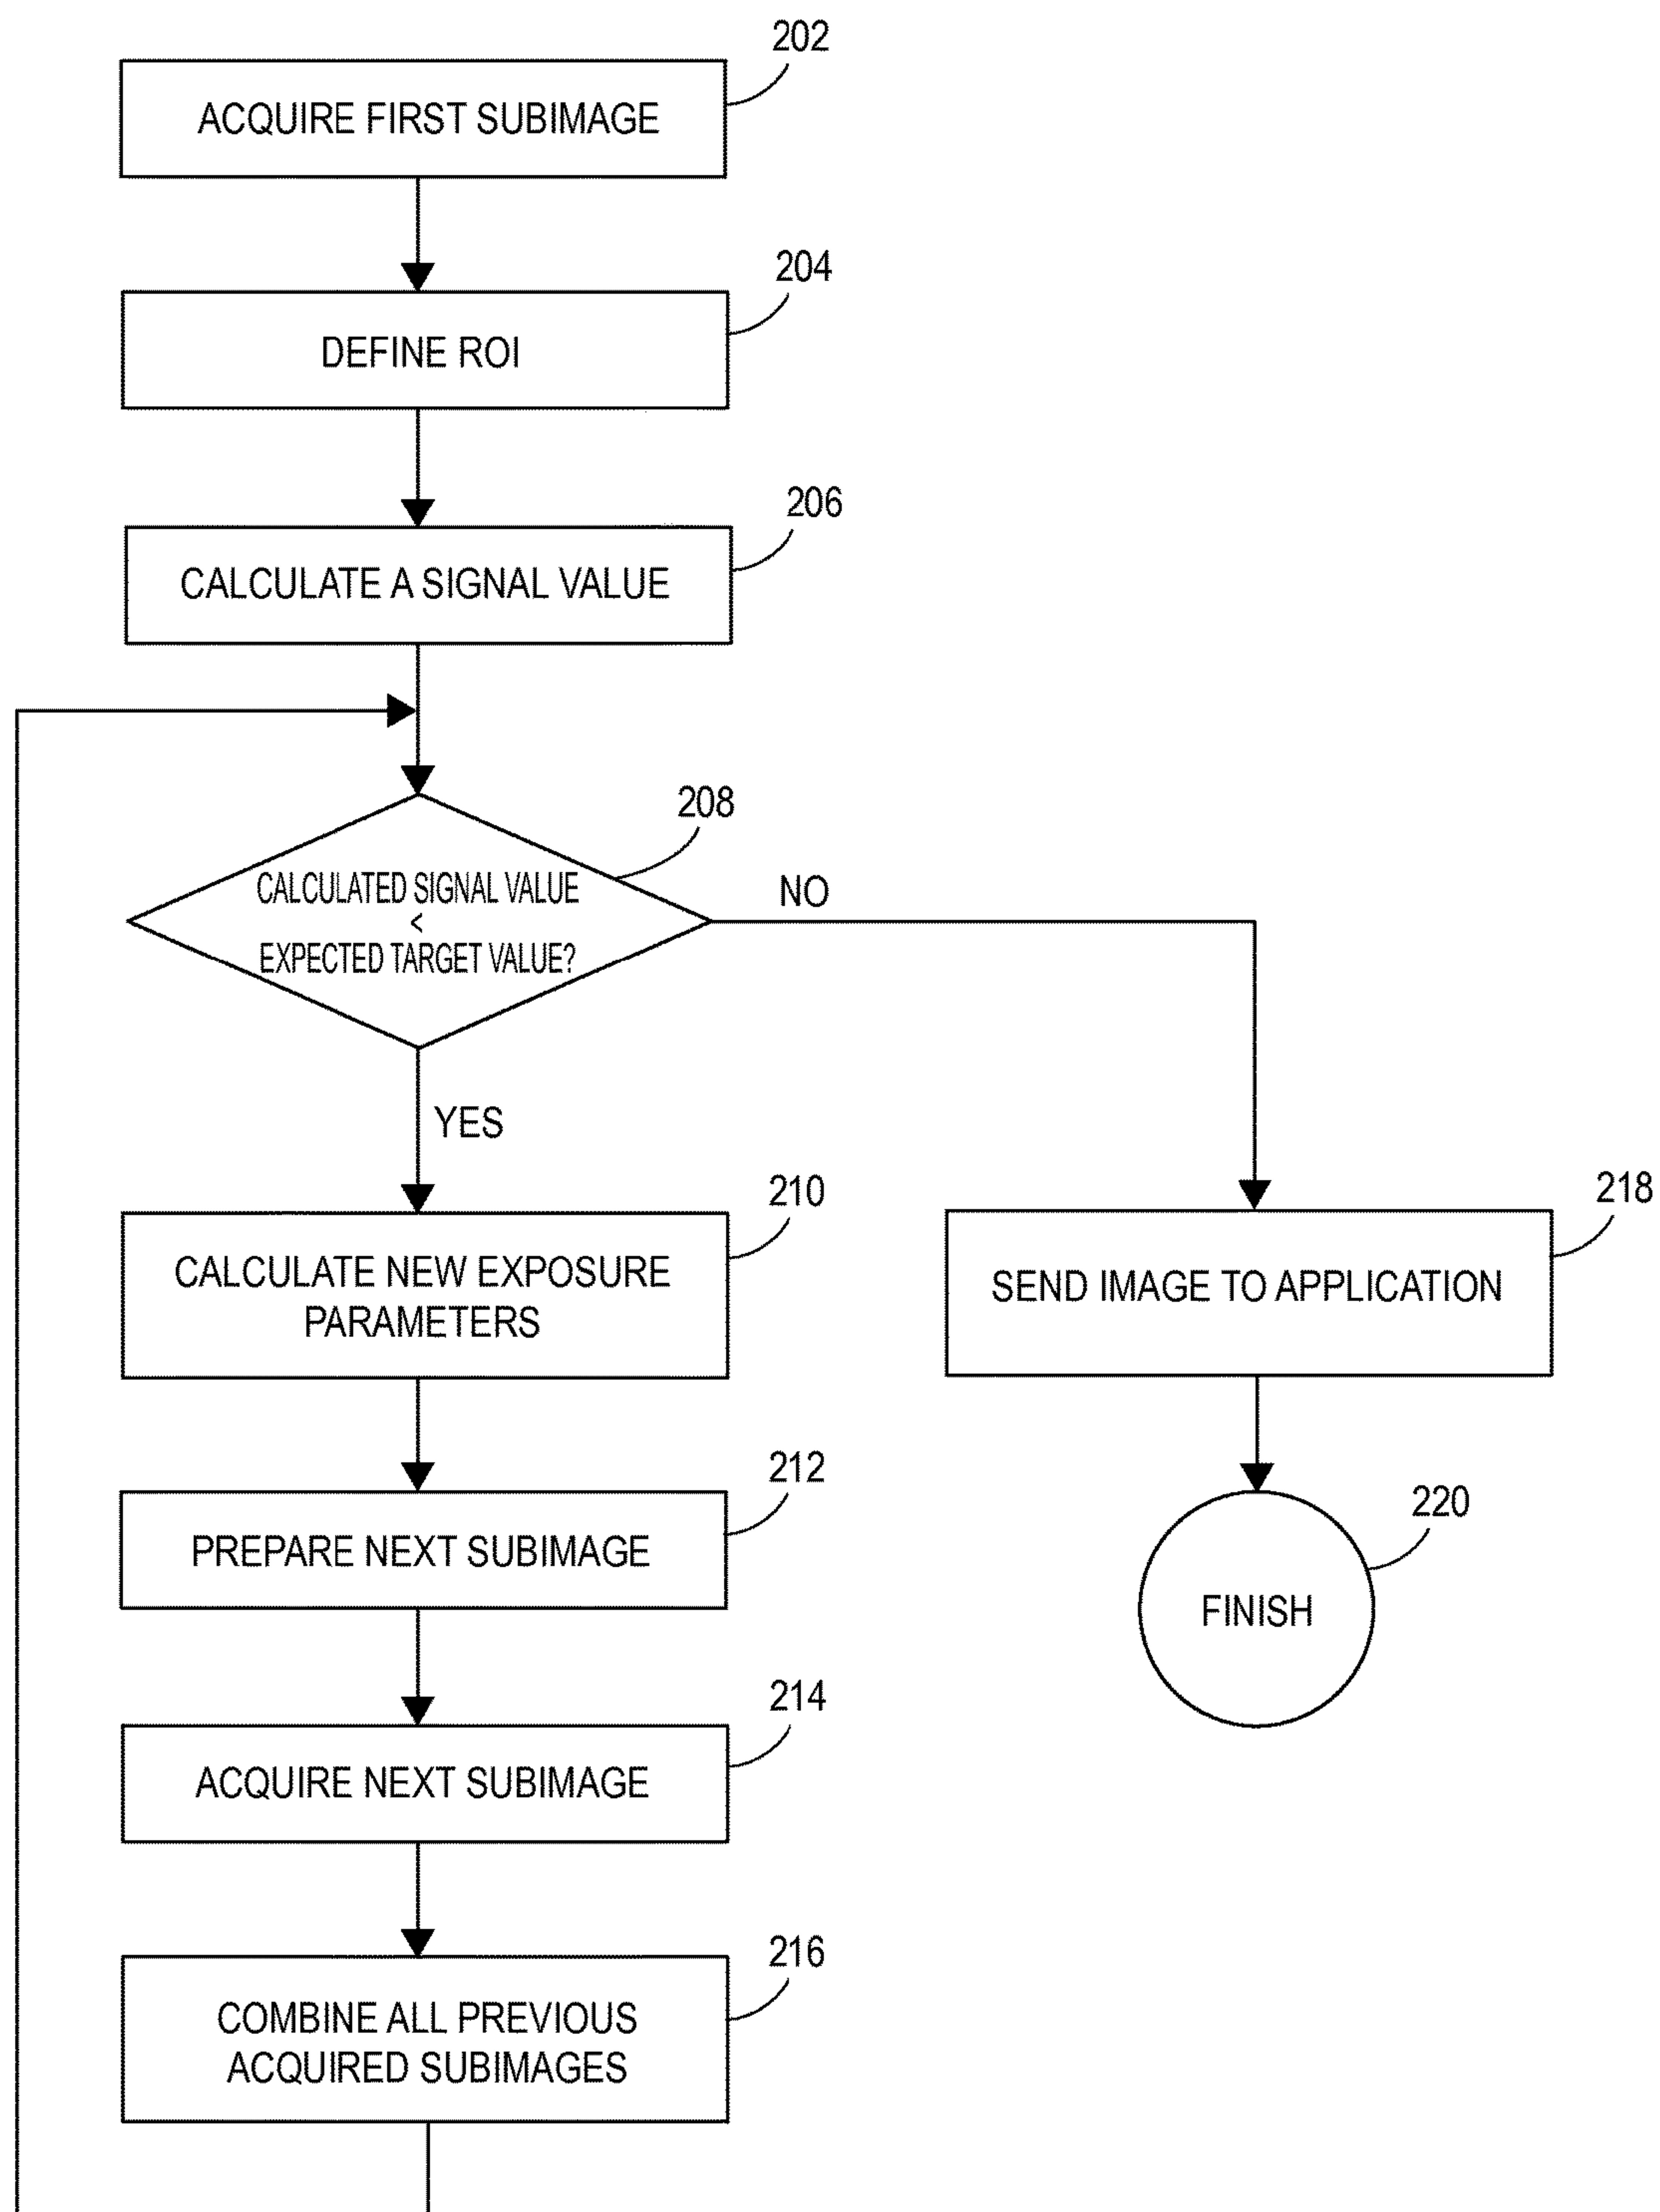 202
ACQUIRE FIRST SUBIMAGE
204
DEFINE ROI
206
CALCULATE A SIGNAL VALUE
208
CALCULATED SIGNAL VALUE
<
EXPECTED TARGET VALUE?
NO
YES
210
CALCULATE NEW EXPOSURE
PARAMETERS
218
SEND IMAGE TO APPLICATION
212
PREPARE NEXT SUBIMAGE
220
FINISH
214
ACQUIRE NEXT SUBIMAGE
216
COMBINE ALL PREVIOUS
ACQUIRED SUBIMAGES